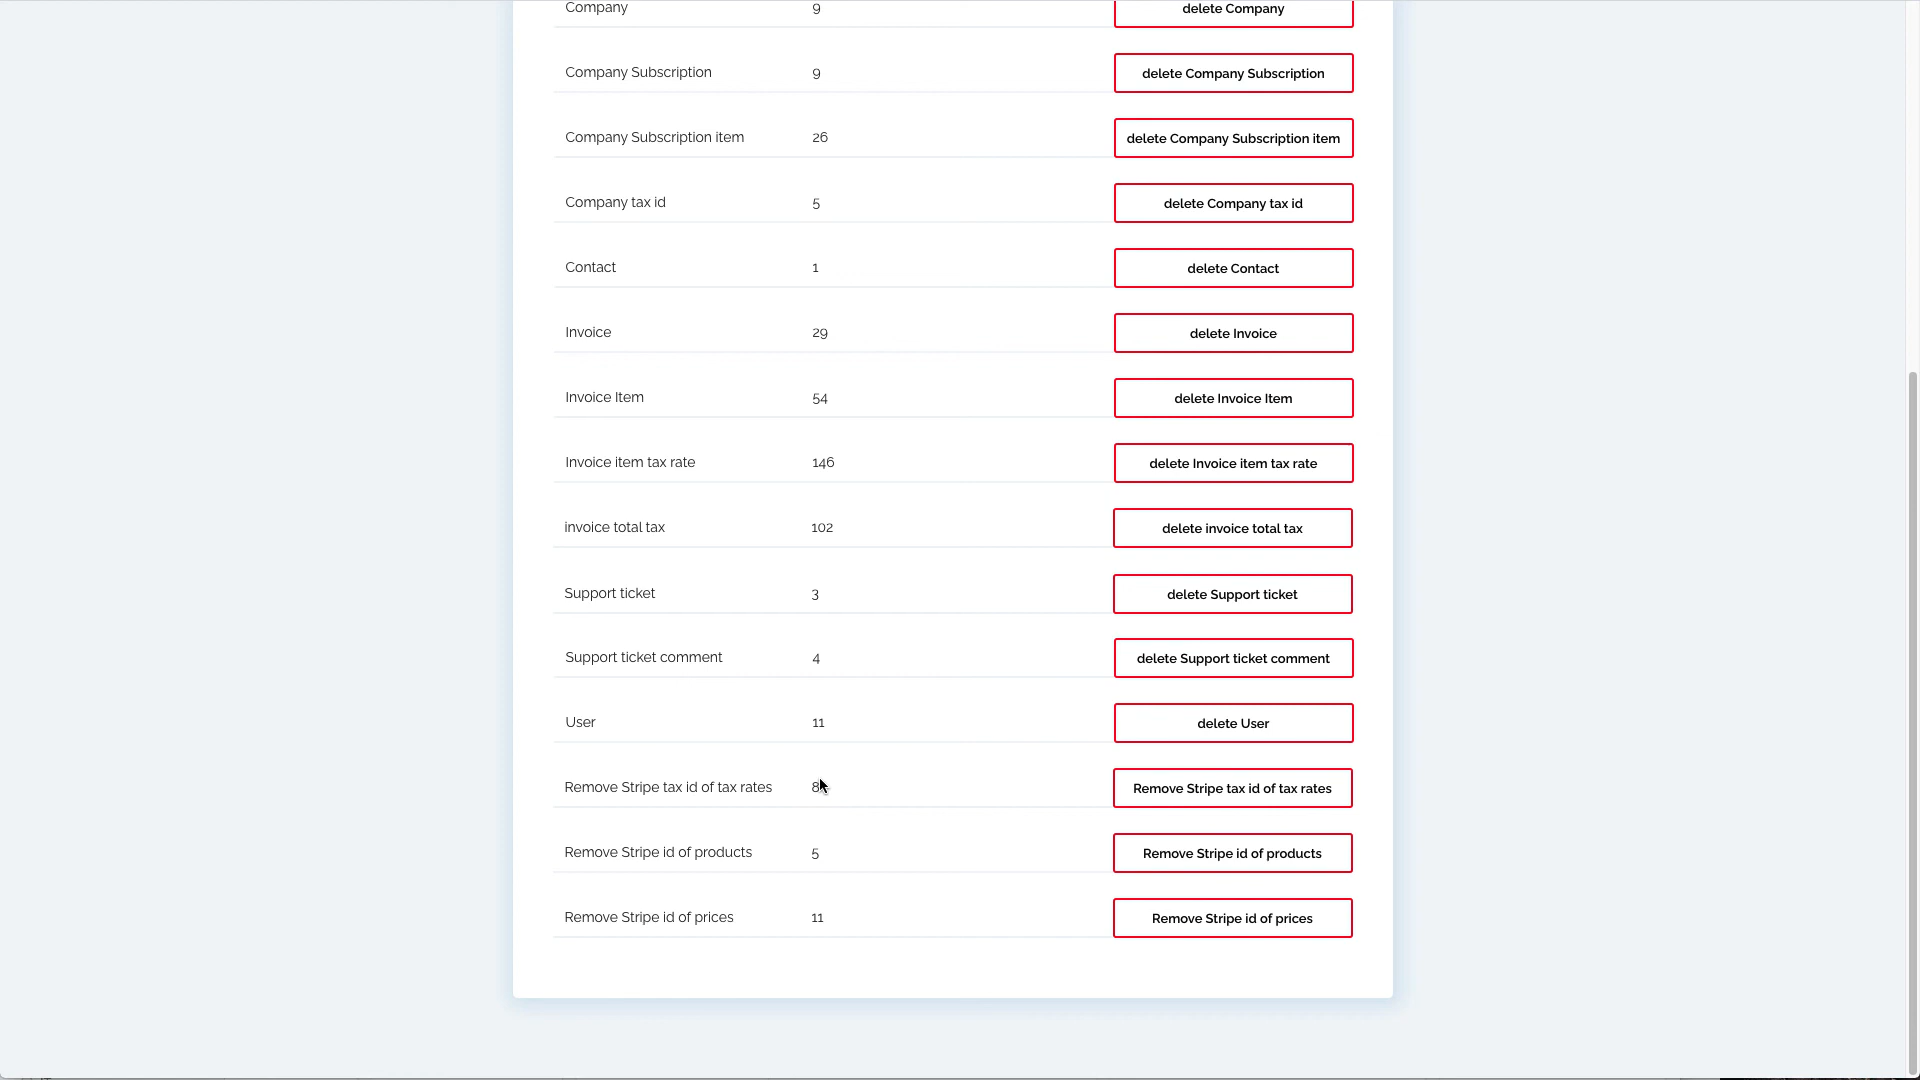 Company 9 delete Company
Company Subscription 9 delete Company Subscription
Company Subscription item 26 delete Company Subscription item
Company tax id 5 delete Company tax id
Contact 1 delete Contact
Invoice 29 delete Invoice
Invoice Item 54 delete Invoice Item
Invoice item tax rate 146 delete Invoice item tax rate
invoice total tax 102 delete invoice total tax
Support ticket 3 delete Support ticket
Support ticket comment 4 delete Support ticket comment
User 11 delete User
Remove Stripe tax id of tax rates 8 Remove Stripe tax id of tax rates
Remove Stripe id of products 5 Remove Stripe id of products
Remove Stripe id of prices 11 Remove Stripe id of prices